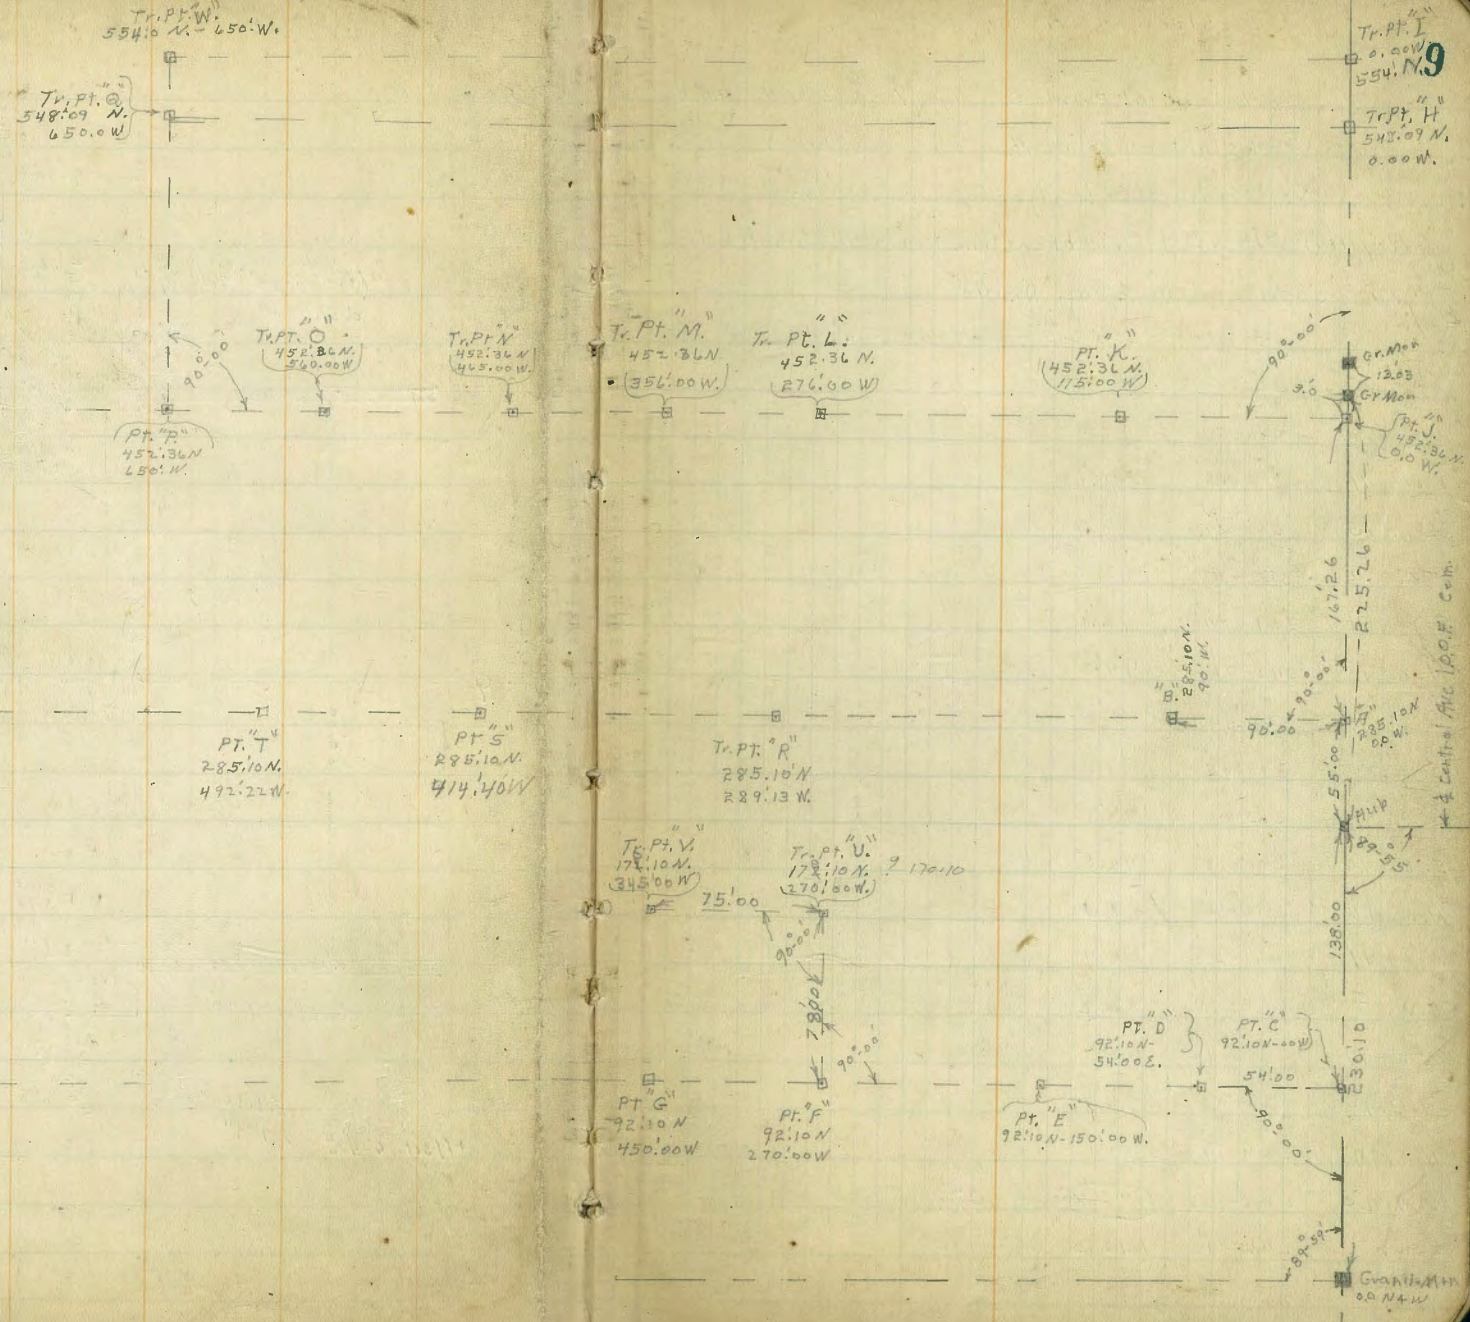 Tr. Pt. "W."
554.0 N. - 650. W.
Tr. Pt. "I"
0.00 W.
554. N.
9
Tr. Pt. "Q"
548.09 N.
650.0 W.
Tr. Pt. "H"
548.09 N.
0.00 W.
90°-00'
Tr. Pt. "O"
452.36 N.
560.00 W.
Tr. Pt "N"
452.36 N
465.00 W.
Tr. Pt. "M."
452.36 N
356.00 W.
Tr. Pt. "L."
452.36 N.
276.00 W
Pt. "K."
452.36 N.
115.00 W
90°-00'
Gr. Mon
12.03
Gr Mon
3.0
Pt. "J."
452.36 N.
0.0 W.
Pt. "P."
452.36 N
650. W.
167.26
225.26
Central Ave I.O.O.F. Cem.
"B."
285.10 N.
90. W.
90°-00'
90.00
"A"
285.10 N
0.0 W.
Pt. "T"
285.10 N.
492.22 W.
Pt "S"
285.10 N.
414.40 W
Tr. Pt. "R"
285.10 N
289.13 W.
55.00
Hub
89°-55'
Tr. Pt. "V."
10 N.
345.00 W
Tr. Pt. "U."
10 N. ? 170.10
270.00 W.
75.00
90°-00'
138.00
78.00
90°-00'
Pt. "D"
92.10 N -
54.00 E.
Pt. "C"
92.10 N - 00 W
54.00
230.10
Pt "G"
92.10 N
450.00 W
Pt. "F"
92.10 N
270.00 W
Pt. "E"
92.10 N - 150.00 W.
90°-00'
89°-59'
Granit Mon
0.0 N & W